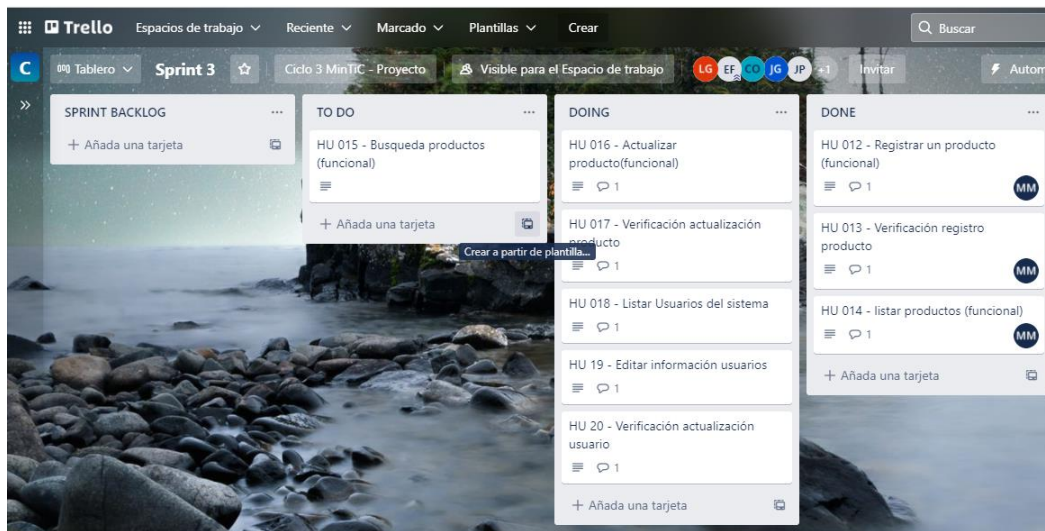 Trello Espacios de trabajo Reciente Marcado Plantillas Crear Buscar
C Tablero Sprint 3 Ciclo 3 MinTiC - Proyecto Visible para el Espacio de trabajo LG EF CO JG JP +1 Invitar Autom
SPRINT BACKLOG
+ Añada una tarjeta
TO DO
HU 015 - Busqueda productos
(funcional)
+ Añada una tarjeta
Crear a partir de plantilla...
DOING
HU 016 - Actualizar
producto(funcional)
1
HU 017 - Verificación actualización
producto
1
HU 018 - Listar Usuarios del sistema
1
HU 19 - Editar información usuarios
1
HU 20 - Verificación actualización
usuario
1
+ Añada una tarjeta
DONE
HU 012 - Registrar un producto
(funcional)
1 MM
HU 013 - Verificación registro
producto
1 MM
HU 014 - listar productos (funcional)
1 MM
+ Añada una tarjeta